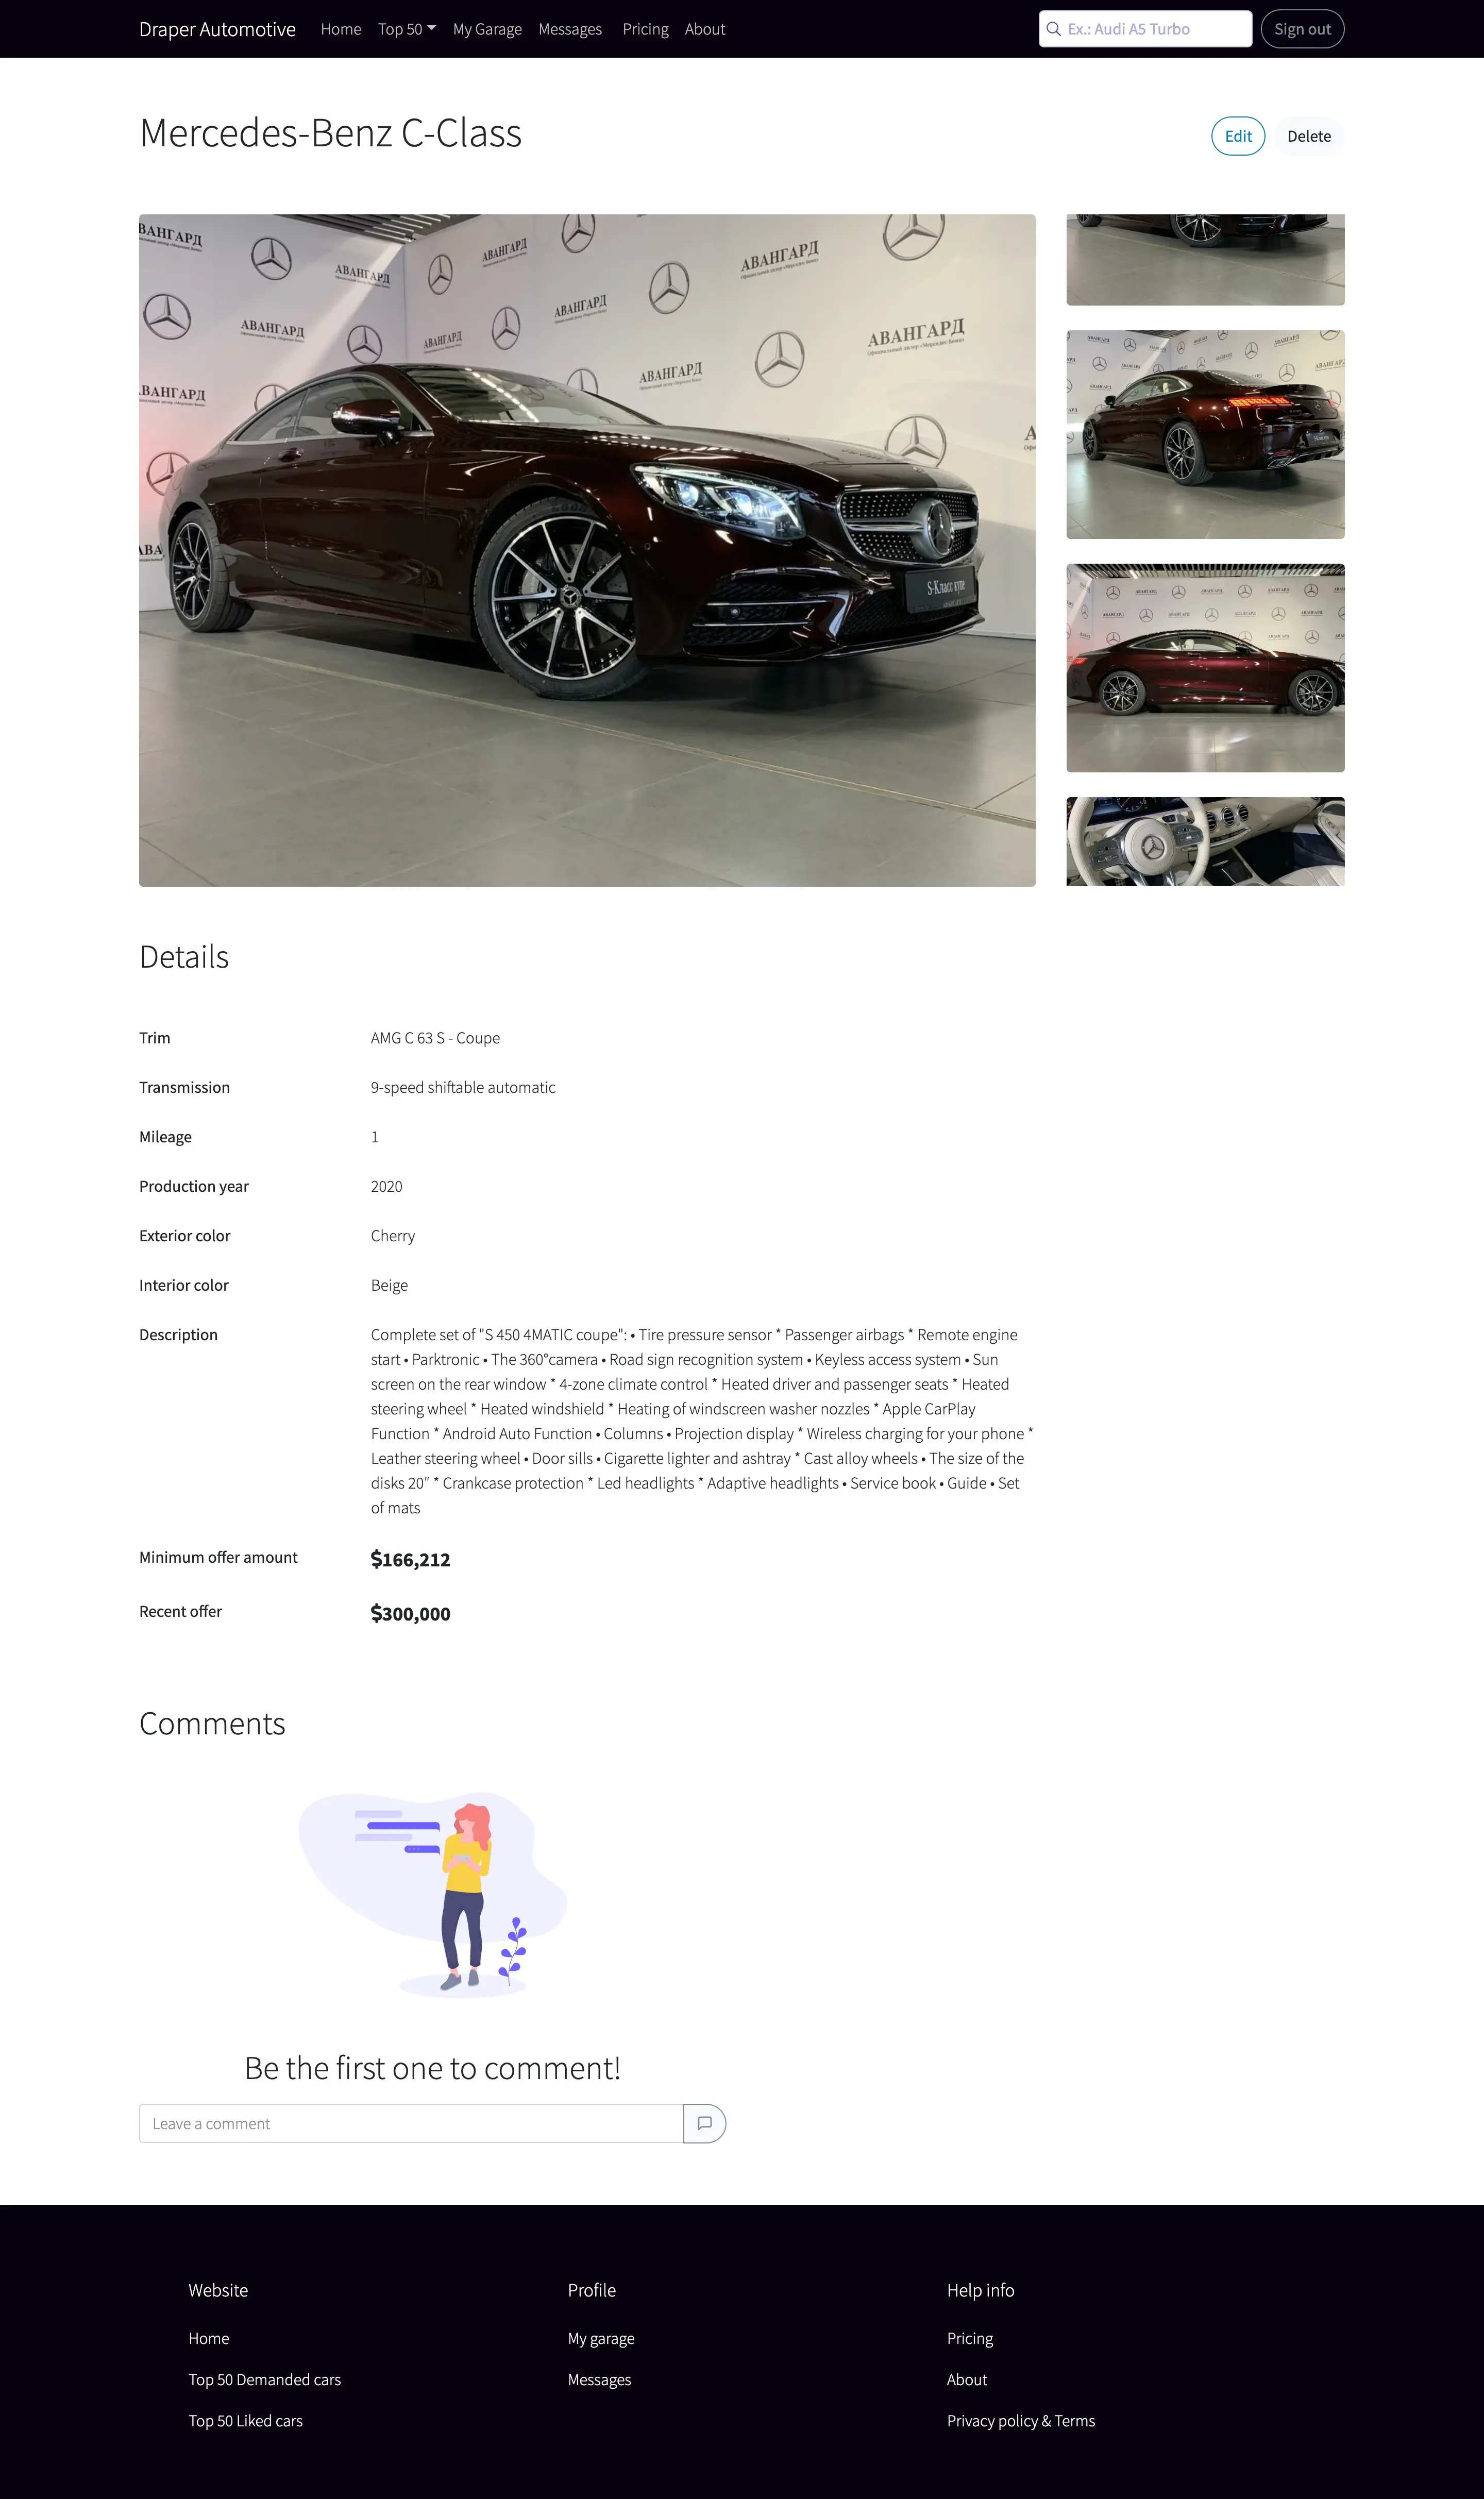 Draper Automotive Home Top 50 My Garage Messages Pricing About Ex.: Audi A5 Turbo Sign out
Mercedes-Benz C-Class Edit Delete
АВАНГАРД
АВАНГАРД
АВАНГАРД
АВАНГАРД
АВАНГАРД
АВАНГАРД
АВАНГАРД
АВАНГАРД
АВАНГАРД
S-Класс купе
АВАНГАРД
Details
Trim AMG C 63 S - Coupe
Transmission 9-speed shiftable automatic
Mileage 1
Production year 2020
Exterior color Cherry
Interior color Beige
Description Complete set of "S 450 4MATIC coupe": • Tire pressure sensor * Passenger airbags * Remote engine
start • Parktronic • The 360°camera • Road sign recognition system • Keyless access system • Sun
screen on the rear window * 4-zone climate control * Heated driver and passenger seats * Heated
steering wheel * Heated windshield * Heating of windscreen washer nozzles * Apple CarPlay
Function * Android Auto Function • Columns • Projection display * Wireless charging for your phone *
Leather steering wheel • Door sills • Cigarette lighter and ashtray * Cast alloy wheels • The size of the
disks 20″ * Crankcase protection * Led headlights * Adaptive headlights • Service book • Guide • Set
of mats
Minimum offer amount $166,212
Recent offer $300,000
Comments
Be the first one to comment!
Leave a comment
Website Profile Help info
Home My garage Pricing
Top 50 Demanded cars Messages About
Top 50 Liked cars Privacy policy & Terms